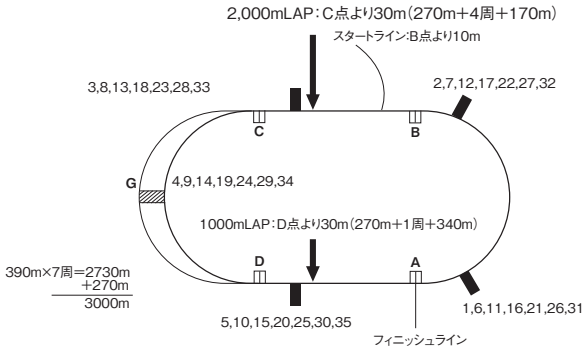 2,000mLAP：C点より30m（270m＋4周＋170m）
スタートライン：B点より10m
3,8,13,18,23,28,33
2,7,12,17,22,27,32
C
B
G
4,9,14,19,24,29,34
1000mLAP：D点より30m（270m＋1周＋340m）
D
A
390m×7周＝2730m
＋270m
3000m
1,6,11,16,21,26,31
5,10,15,20,25,30,35
フィニッシュライン